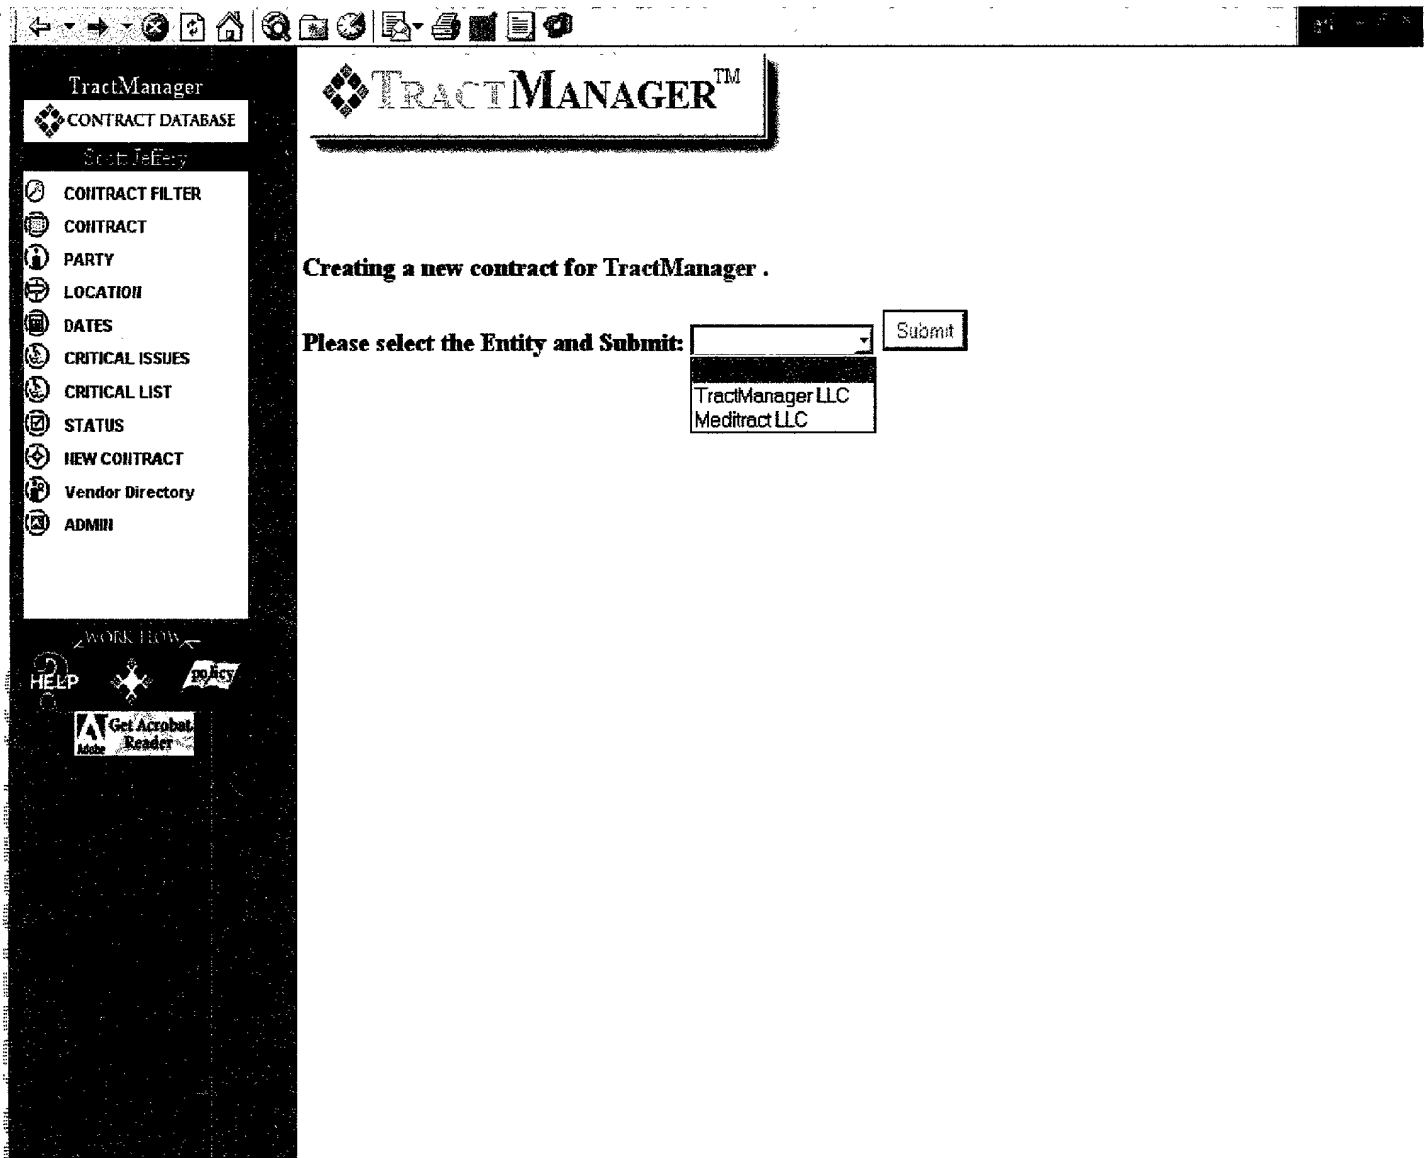 TractManager
CONTRACT DATABASE
Scott Jeffery
CONTRACT FILTER
CONTRACT
PARTY
LOCATION
DATES
CRITICAL ISSUES
CRITICAL LIST
STATUS
NEW CONTRACT
Vendor Directory
ADMIN
WORK FLOW
HELP
policy
Adobe
Get Acrobat
Reader
TRACTMANAGER™
Creating a new contract for TractManager .
Please select the Entity and Submit:
Submit
TractManager LLC
Meditract LLC